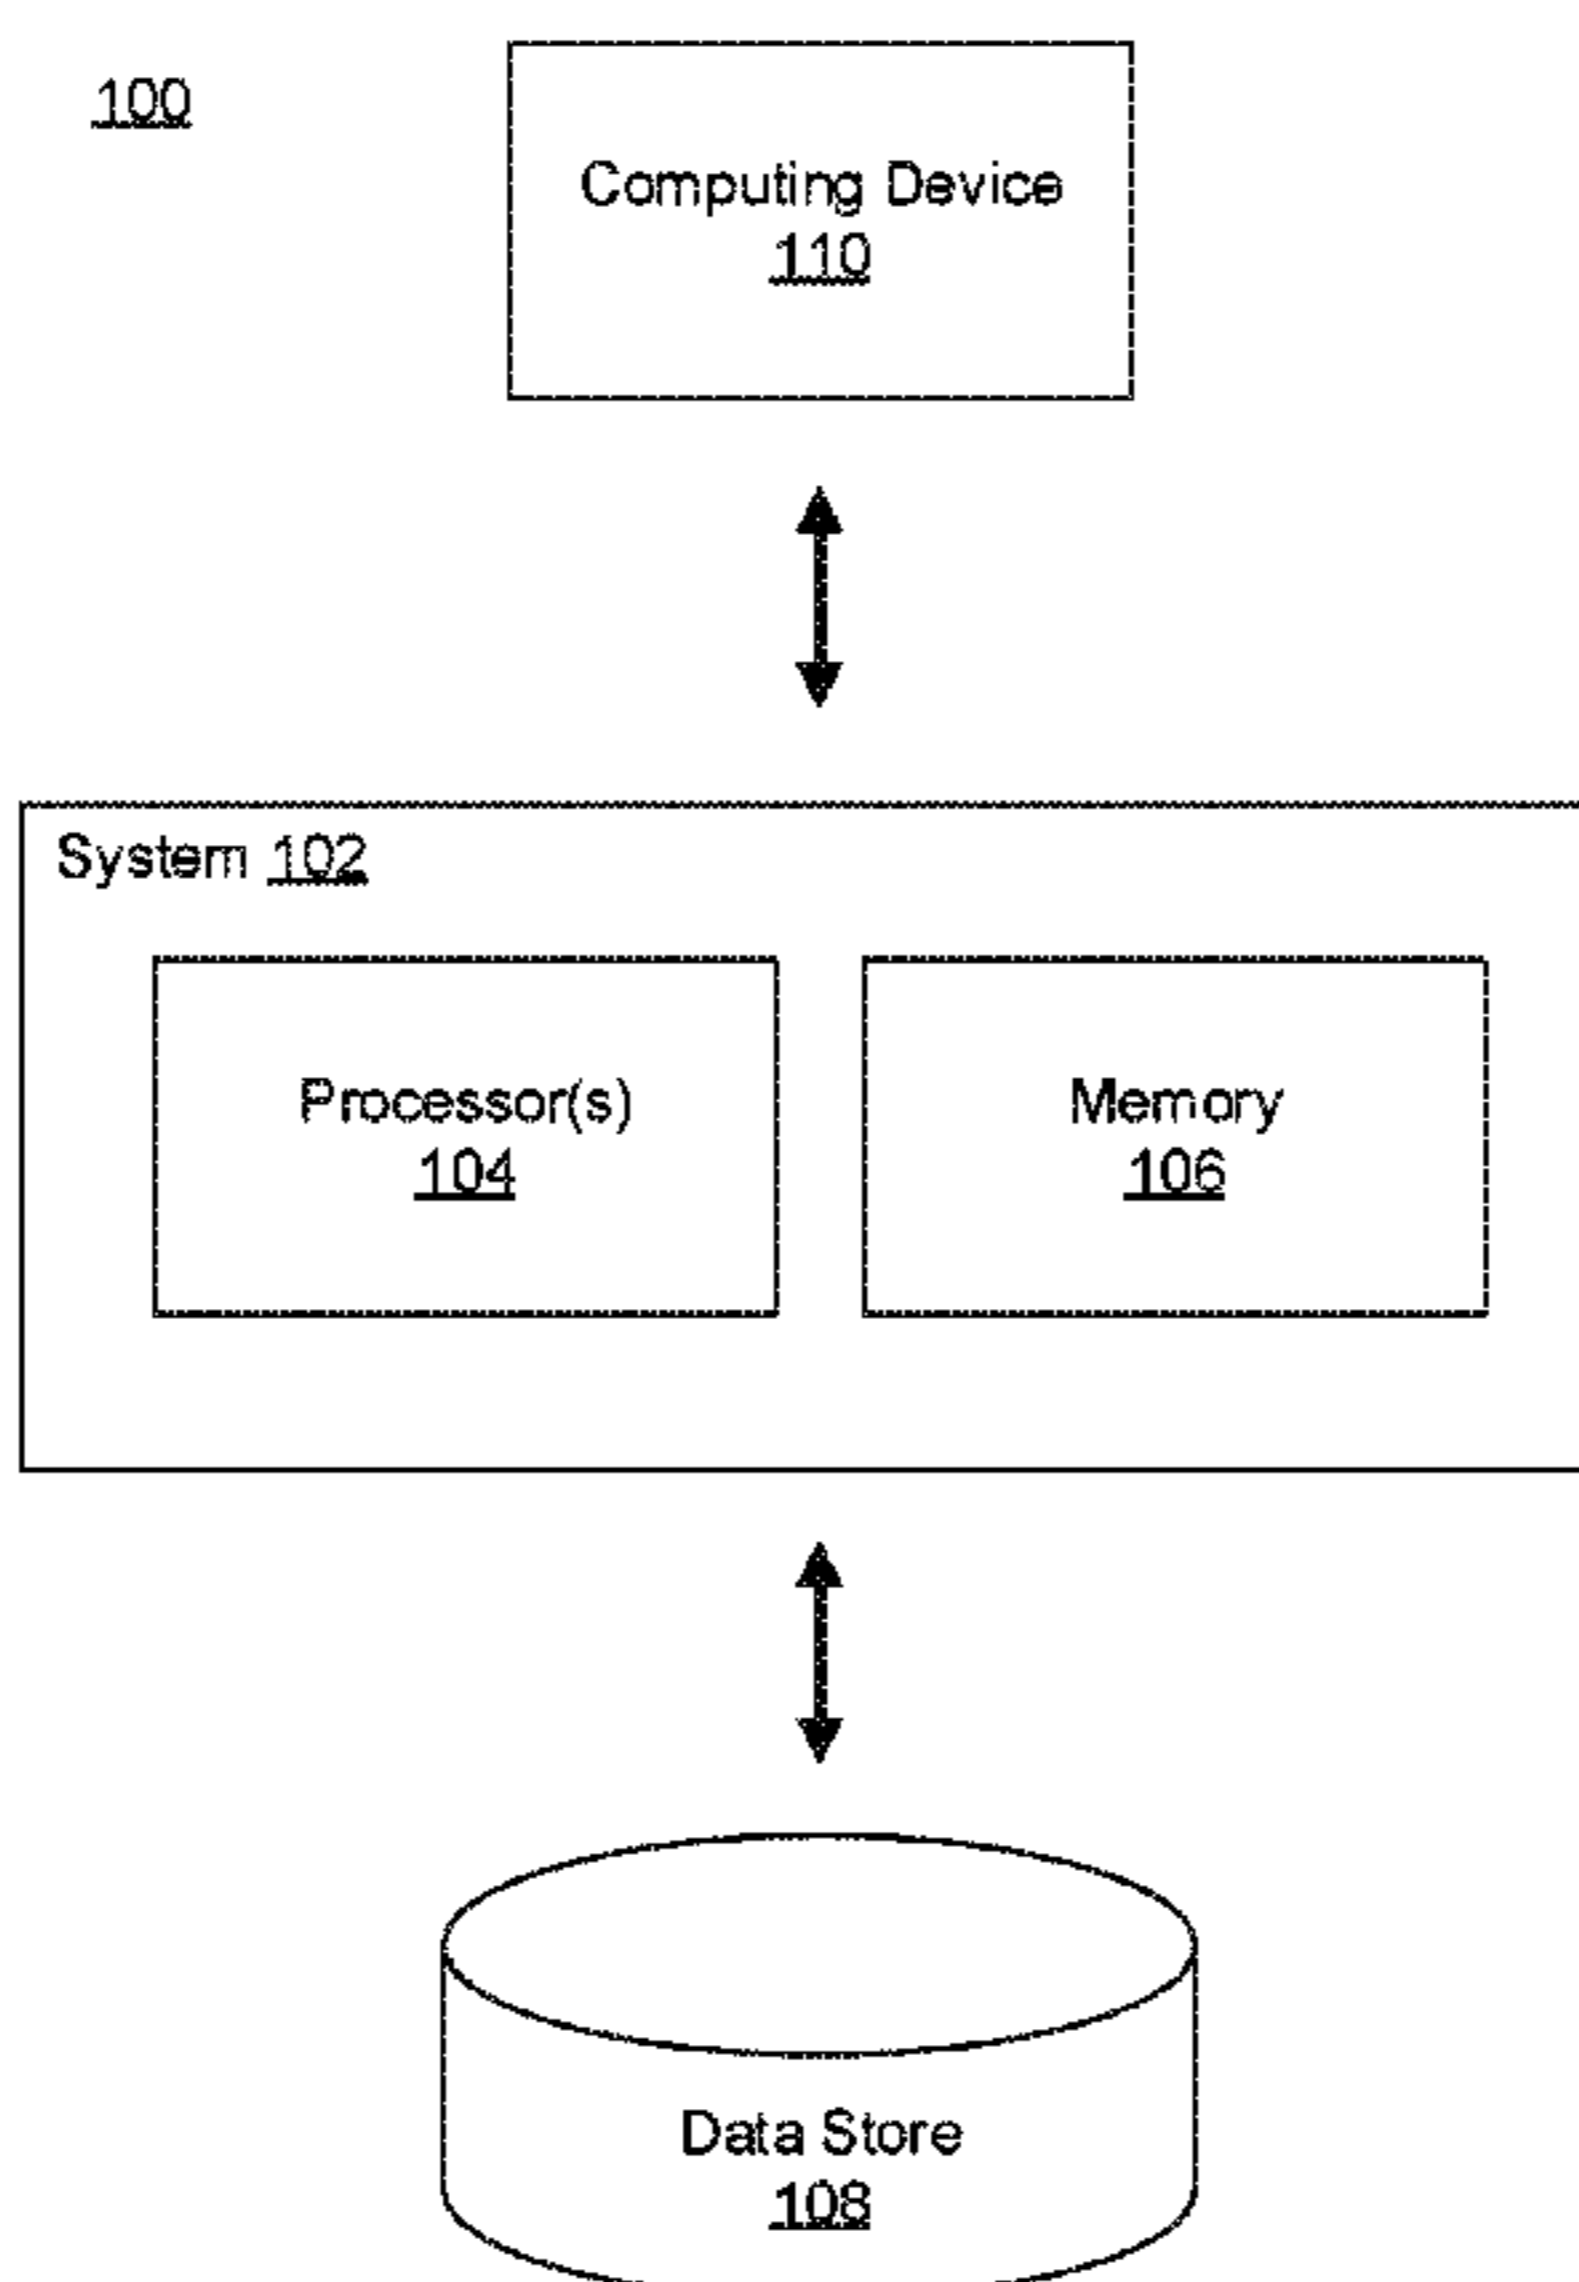 100
Computing Device
110
System 102
Processor(s)
104
Memory
106
Data Store
108